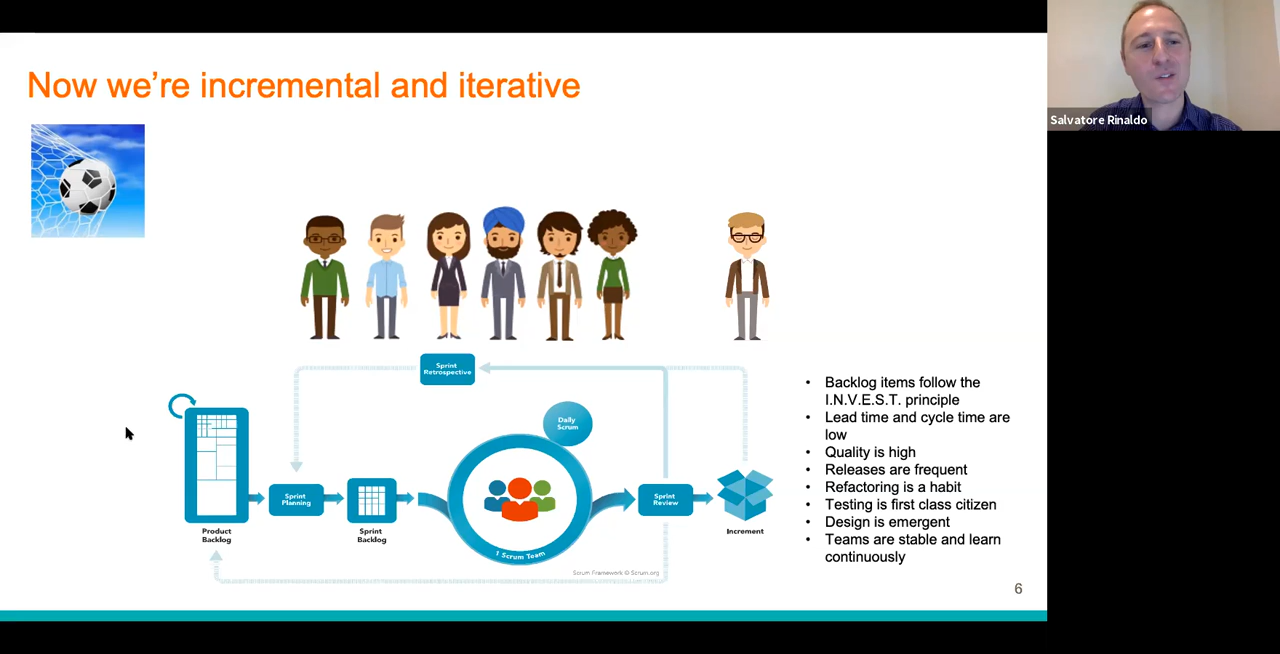 Now we're incremental and iterative
Salvatore Rinaldo
Sprint
Retrospective
Daily
Scrum
Sprint
Planning
Sprint
Review
Product
Backlog
Sprint
Backlog
1 Scrum Team
Increment
Scrum Framework © Scrum.org
• Backlog items follow the
I.N.V.E.S.T. principle
• Lead time and cycle time are
low
• Quality is high
• Releases are frequent
• Refactoring is a habit
• Testing is first class citizen
• Design is emergent
• Teams are stable and learn
continuously
6